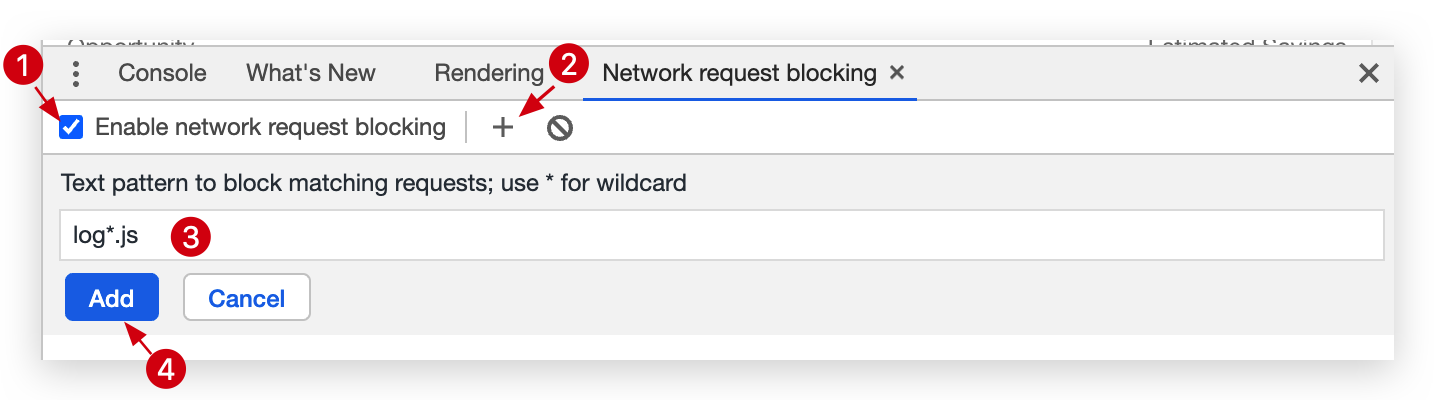 Opportunity Estimated Savings
1 Console What's New Rendering 2 Network request blocking
Enable network request blocking
Text pattern to block matching requests; use * for wildcard
log*.js 3
Add Cancel
4